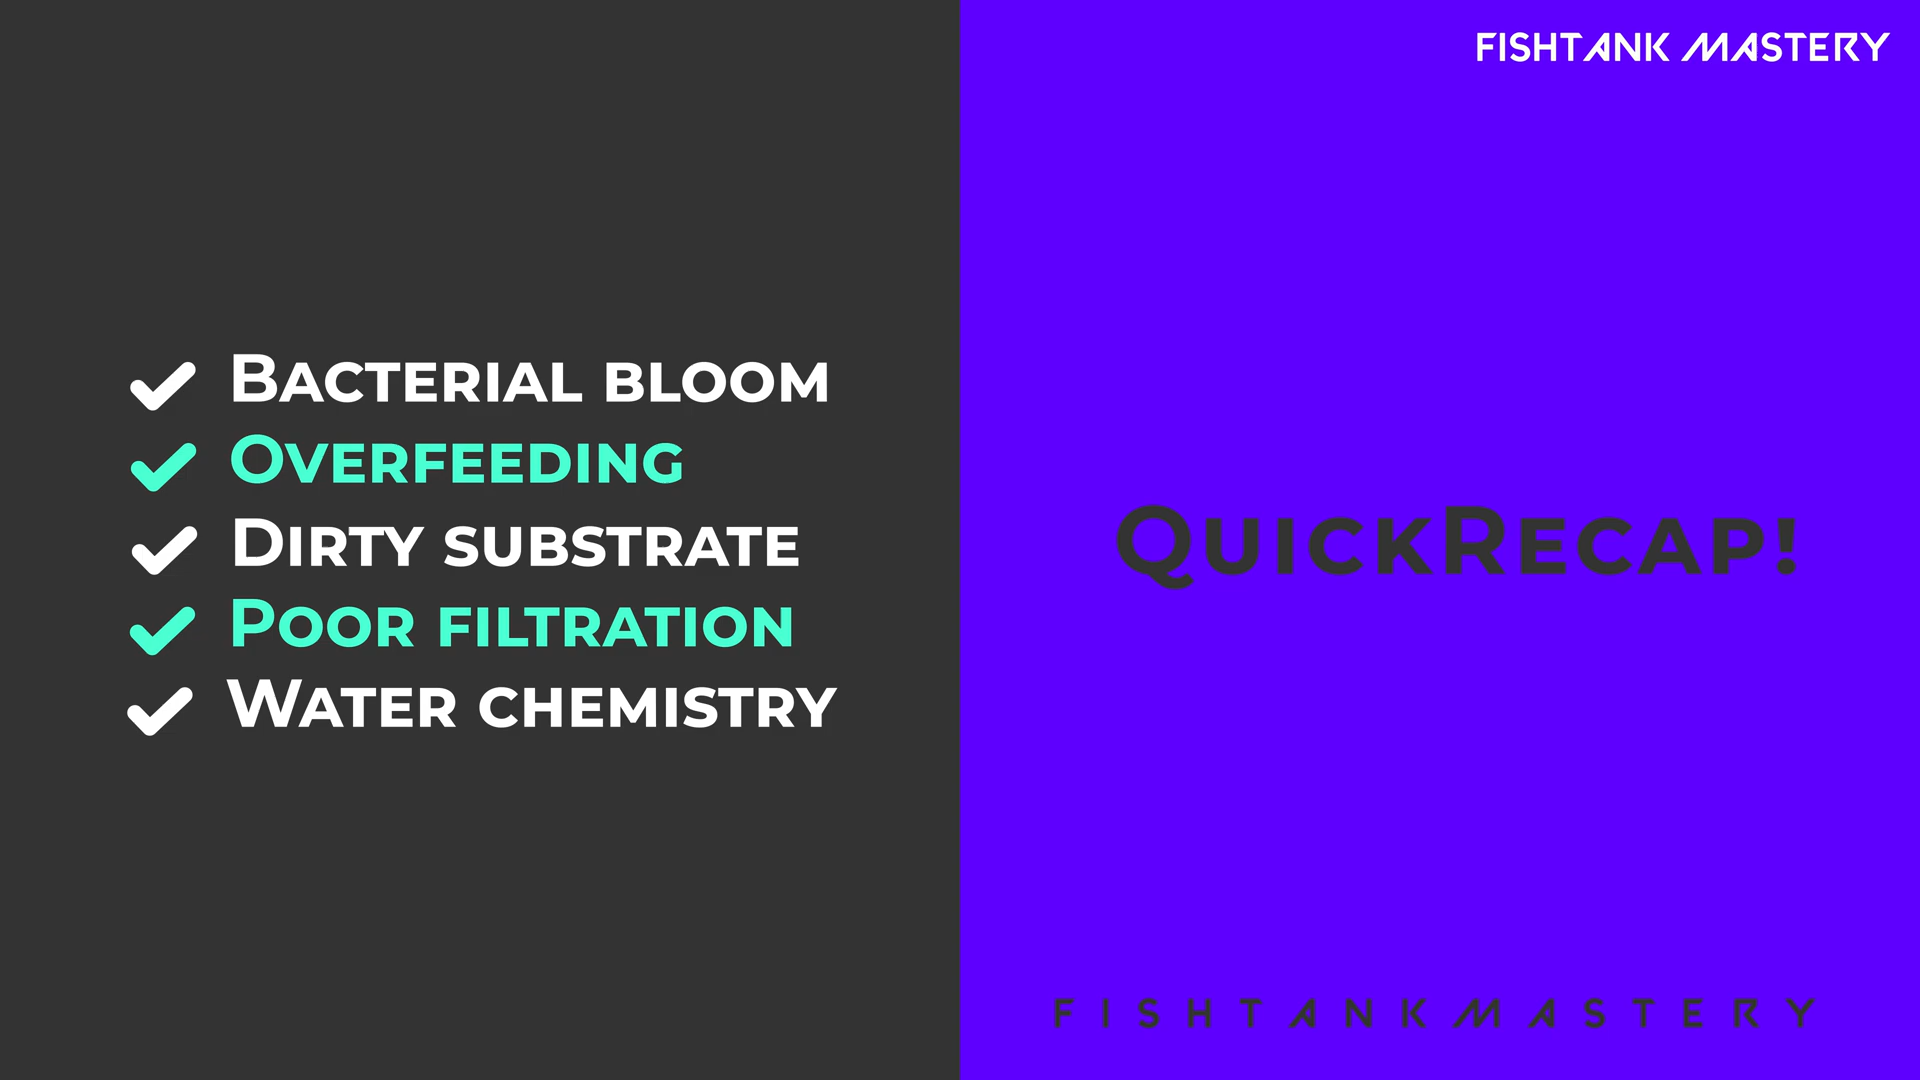 FISHTANK MASTERY
Bacterial bloom
Overfeeding
Dirty substrate
Poor filtration
Water chemistry
QuickRecap!
FISHTANKMASTERY